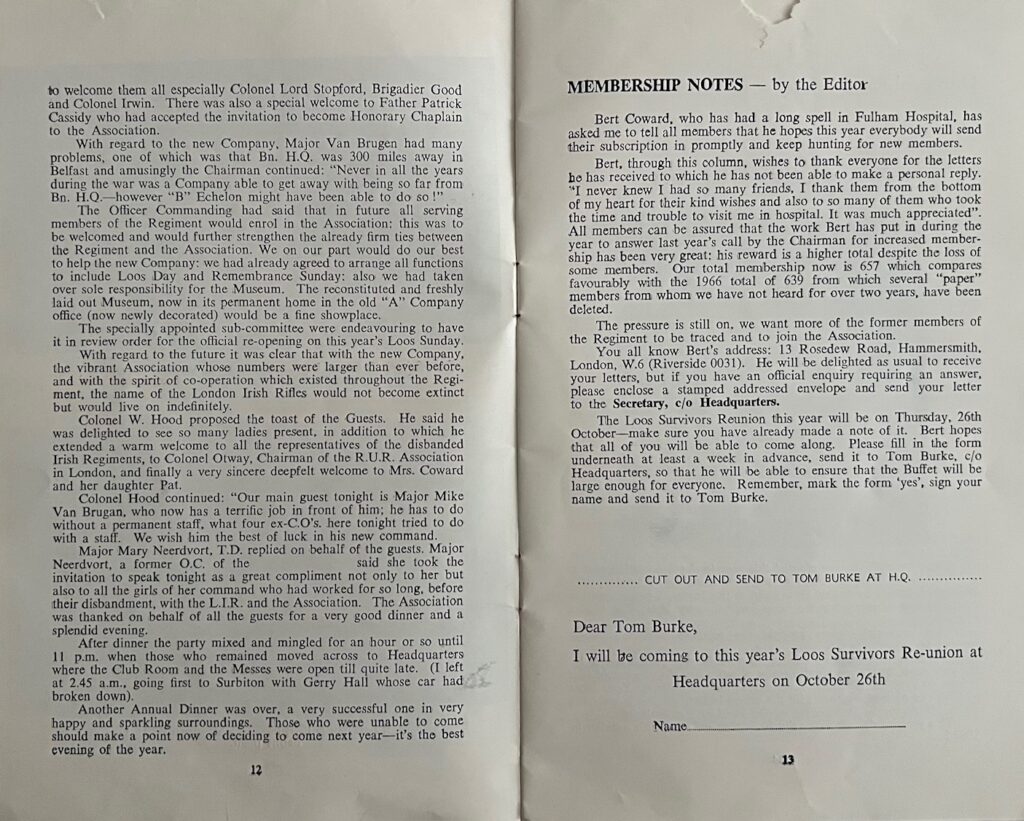 to welcome them all especially Colonel Lord Stopford, Brigadier Good
and Colonel Irwin. There was also a special welcome to Father Patrick
Cassidy who had accepted the invitation to become Honorary Chaplain
to the Association.
With regard to the new Company, Major Van Brugen had many
problems, one of which was that Bn. H.Q. was 300 miles away in
Belfast and amusingly the Chairman continued: “Never in all the years
during the war was a Company able to get away with being so far from
Bn. H.Q.—however “B” Echelon might have been able to do so !”
The Officer Commanding had said that in future all serving
members of the Regiment would enrol in the Association: this was
to be welcomed and would further strengthen the already firm ties between
the Regiment and the Association. We on our part would do our best
to help the new Company: we had already agreed to arrange all functions
to include Loos Day and Remembrance Sunday: also we had taken
over sole responsibility for the Museum. The reconstituted and freshly
laid out Museum, now in its permanent home in the old “A” Company
office (now newly decorated) would be a fine showplace.
The specially appointed sub-committee were endeavouring to have
it in review order for the official re-opening on this year's Loos Sunday.
With regard to the future it was clear that with the new Company,
the vibrant Association whose numbers were larger than ever before,
and with the spirit of co-operation which existed throughout the Regi-
ment, the name of the London Irish Rifles would not become extinct
but would live on indefinitely.
Colonel W. Hood proposed the toast of the Guests. He said he
was delighted to see so many ladies present, in addition to which he
extended a warm welcome to all the representatives of the disbanded
Irish Regiments, to Colonel Otway, Chairman of the R.U.R. Association
in London, and finally a very sincere deepfelt welcome to Mrs. Coward
and her daughter Pat.
Colonel Hood continued: “Our main guest tonight is Major Mike
Van Brugan, who now has a terrific job in front of him; he has to do
without a permanent staff, what four ex-C.O's. here tonight tried to do
with a staff. We wish him the best of luck in his new command.
Major Mary Neerdvort, T.D. replied on behalf of the guests. Major
Neerdvort, a former O.C. of the said she took the
invitation to speak tonight as a great compliment not only to her but
also to all the girls of her command who had worked for so long, before
their disbandment, with the L.I.R. and the Association. The Association
was thanked on behalf of all the guests for a very good dinner and a
splendid evening.
After dinner the party mixed and mingled for an hour or so until
11 p.m. when those who remained moved across to Headquarters
where the Club Room and the Messes were open till quite late. (I left
at 2.45 a.m., going first to Surbiton with Gerry Hall whose car had
broken down).
Another Annual Dinner was over, a very successful one in very
happy and sparkling surroundings. Those who were unable to come
should make a point now of deciding to come next year—it's the best
evening of the year.
12
MEMBERSHIP NOTES — by the Editor
Bert Coward, who has had a long spell in Fulham Hospital, has
asked me to tell all members that he hopes this year everybody will send
their subscription in promptly and keep hunting for new members.
Bert, through this column, wishes to thank everyone for the letters
he has received to which he has not been able to make a personal reply.
“I never knew I had so many friends, I thank them from the bottom
of my heart for their kind wishes and also to so many of them who took
the time and trouble to visit me in hospital. It was much appreciated”.
All members can be assured that the work Bert has put in during the
year to answer last year's call by the Chairman for increased member-
ship has been very great: his reward is a higher total despite the loss of
some members. Our total membership now is 657 which compares
favourably with the 1966 total of 639 from which several “paper”
members from whom we have not heard for over two years, have been
deleted.
The pressure is still on, we want more of the former members of
the Regiment to be traced and to join the Association.
You all know Bert's address: 13 Rosedew Road, Hammersmith,
London, W.6 (Riverside 0031). He will be delighted as usual to receive
your letters, but if you have an official enquiry requiring an answer,
please enclose a stamped addressed envelope and send your letter
to the Secretary, c/o Headquarters.
The Loos Survivors Reunion this year will be on Thursday, 26th
October—make sure you have already made a note of it. Bert hopes
that all of you will be able to come along. Please fill in the form
underneath at least a week in advance, send it to Tom Burke, c/o
Headquarters, so that he will be able to ensure that the Buffet will be
large enough for everyone. Remember, mark the form ‘yes’, sign your
name and send it to Tom Burke.
.............. CUT OUT AND SEND TO TOM BURKE AT H.Q. ...............
Dear Tom Burke,
I will be coming to this year's Loos Survivors Re-union at
Headquarters on October 26th
Name
13